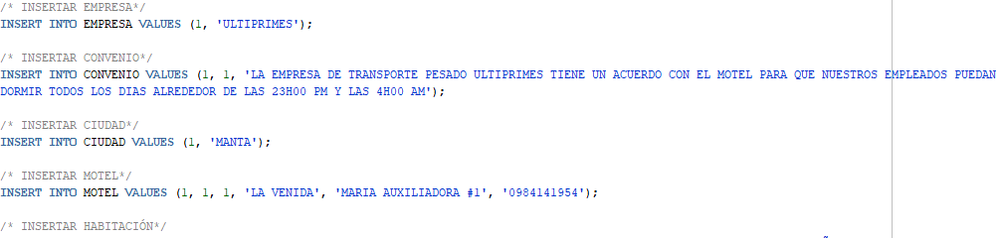 /* INSERTAR EMPRESA*/
INSERT INTO EMPRESA VALUES (1, 'ULTIPRIMES');
/* INSERTAR CONVENIO*/
INSERT INTO CONVENIO VALUES (1, 1, 'LA EMPRESA DE TRANSPORTE PESADO ULTIPRIMES TIENE UN ACUERDO CON EL MOTEL PARA QUE NUESTROS EMPLEADOS PUEDAN
DORMIR TODOS LOS DIAS ALREDEDOR DE LAS 23H00 PM Y LAS 4H00 AM');
/* INSERTAR CIUDAD*/
INSERT INTO CIUDAD VALUES (1, 'MANTA');
/* INSERTAR MOTEL*/
INSERT INTO MOTEL VALUES (1, 1, 1, 'LA VENIDA', 'MARIA AUXILIADORA #1', '0984141954');
/* INSERTAR HABITACIÓN*/